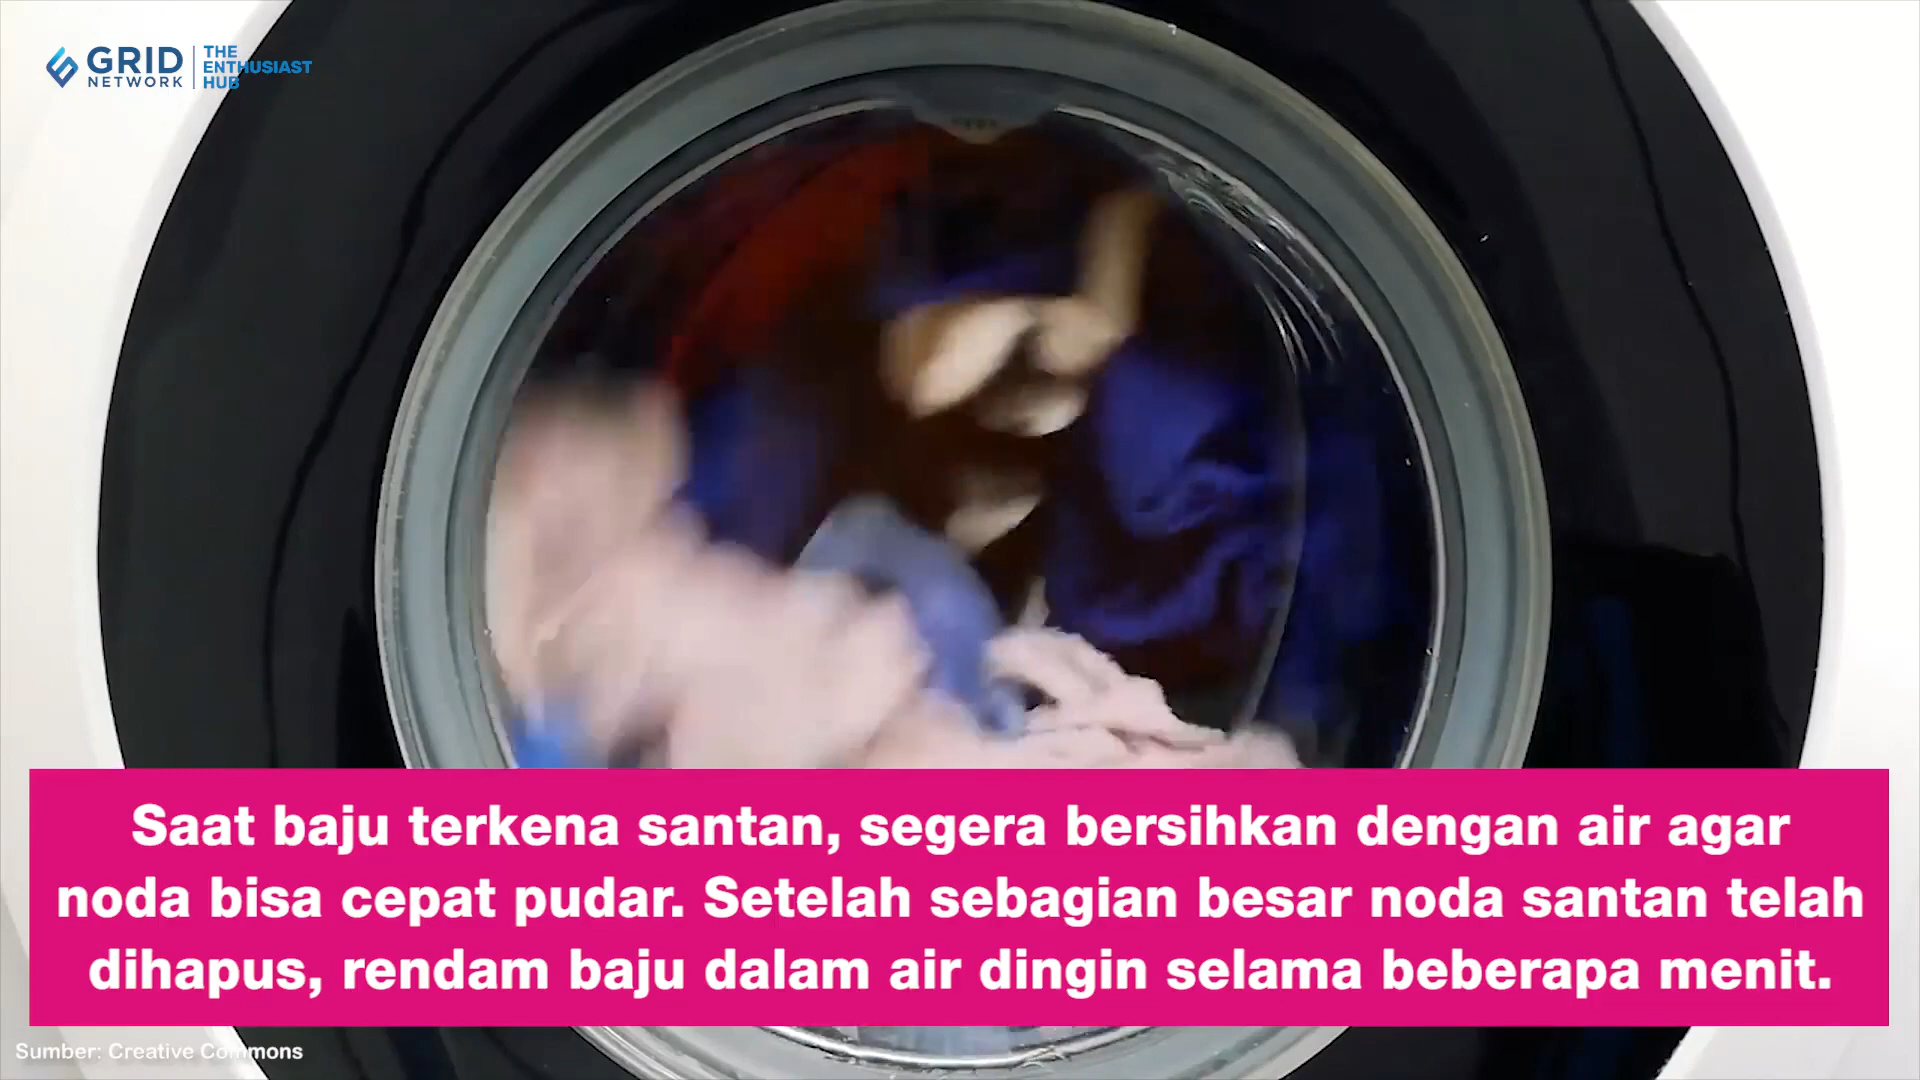 GRID
NETWORK
THE
ENTHUSIAST
HUB
Saat baju terkena santan, segera bersihkan dengan air agar
noda bisa cepat pudar. Setelah sebagian besar noda santan telah
dihapus, rendam baju dalam air dingin selama beberapa menit.
Sumber: Creative Commons